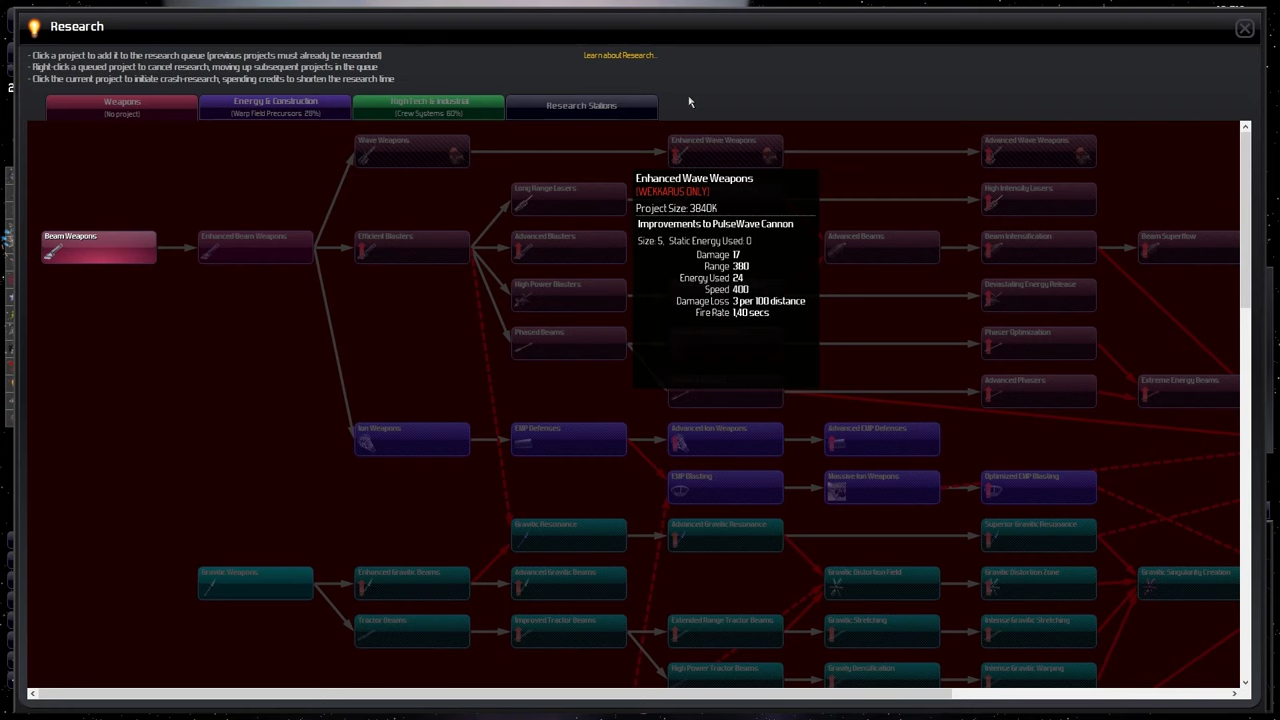 Research
- Click a project to add it to the research queue (previous projects must already be researched)
- Right-click a queued project to cancel research, moving up subsequent projects in the queue
- Click the current project to initiate crash-research, spending credits to shorten the research time
Learn about Research...
Weapons
(No project)
Energy & Construction
(Warp Field Precursors: 28%)
HighTech & Industrial
(Crew Systems: 60%)
Research Stations
Wave Weapons
Enhanced Wave Weapons
Advanced Wave Weapons
Enhanced Wave Weapons
(WEKKARUS ONLY)
Project Size: 384DK
Improvements to PulseWave Cannon
Size: 5, Static Energy Used: 0
Damage 17
Range 380
Energy Used 24
Speed 400
Damage Loss 3 per 100 distance
Fire Rate 1,40 secs
Long Range Lasers
High Intensity Lasers
Beam Weapons
Enhanced Beam Weapons
Efficient Blasters
Advanced Blasters
Advanced Beams
Beam Intensification
Beam Superflow
High Power Blasters
Devastating Energy Release
Phased Beams
Phaser Optimization
Advanced Phasers
Extreme Energy Beams
Ion Weapons
EMP Defenses
Advanced Ion Weapons
Advanced EMP Defenses
EMP Blasting
Massive Ion Weapons
Optimized EMP Blasting
Gravitic Resonance
Advanced Gravitic Resonance
Superior Gravitic Resonance
Gravitic Weapons
Enhanced Gravitic Beams
Advanced Gravitic Beams
Gravitic Distortion Field
Gravitic Distortion Zone
Gravitic Singularity Creation
Tractor Beams
Improved Tractor Beams
Extended Range Tractor Beams
Gravitic Stretching
Intense Gravitic Stretching
High Power Tractor Beams
Gravity Densification
Intense Gravitic Warping